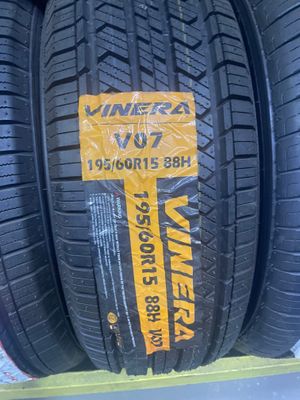 VINERA
V07
195/60R15 88H
VINERA
195/60R15 88H V07